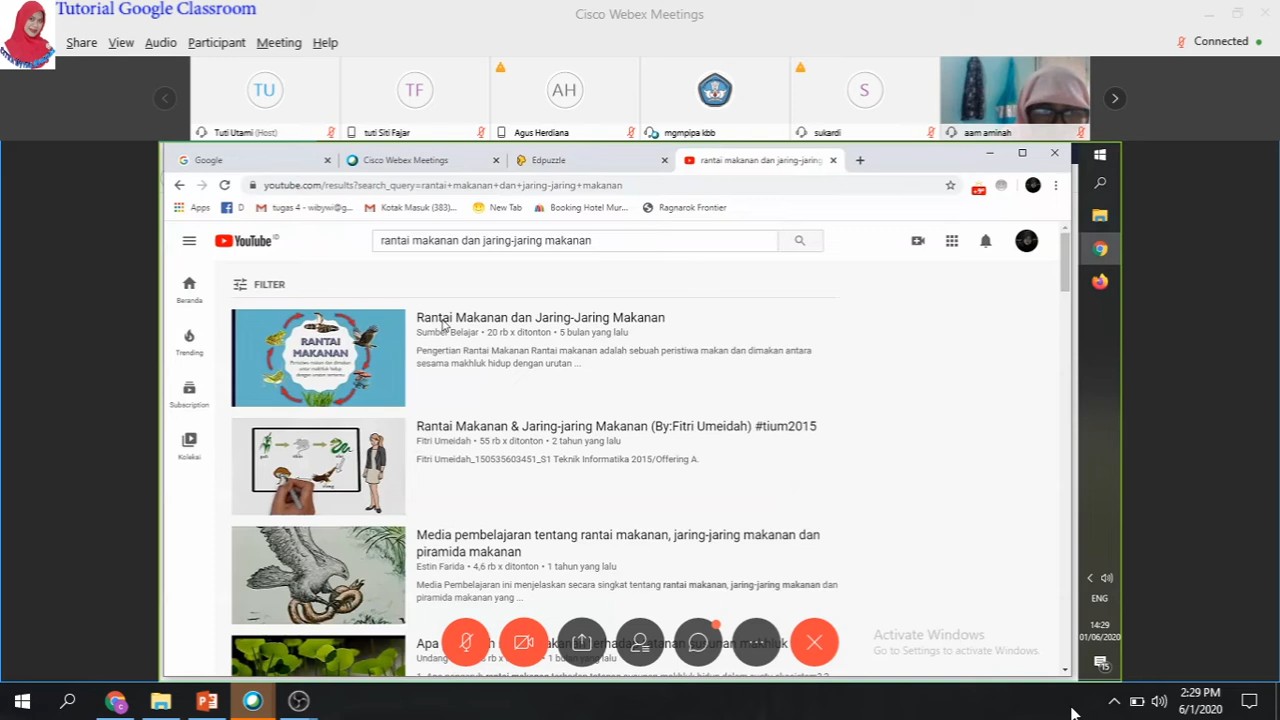 Tutorial Google Classroom
Cisco Webex Meetings
Share View Audio Participant Meeting Help
Connected
TU
TF
AH
S
Tuti Utami (Host)
tuti Siti Fajar
Agus Herdiana
mgmpipa kbb
sukardi
aam aminah
Google
Cisco Webex Meetings
Edpuzzle
rantai makanan dan jaring-jaring
youtube.com/results?search_query=rantai+makanan+dan+jaring-jaring+makanan
Apps
D
tugas 4 - wibywi@g...
Kotak Masuk (383)...
New Tab
Booking Hotel Mur...
Ragnarok Frontier
YouTube ID
rantai makanan dan jaring-jaring makanan
FILTER
Beranda
Trending
Subscription
Koleksi
RANTAI
MAKANAN
Rantai Makanan dan Jaring-Jaring Makanan
Sumber Belajar • 20 rb x ditonton • 5 bulan yang lalu
Pengertian Rantai Makanan Rantai makanan adalah sebuah peristiwa makan dan dimakan antara
sesama makhluk hidup dengan urutan ...
Rantai Makanan & Jaring-jaring Makanan (By:Fitri Umeidah) #tium2015
Fitri Umeidah • 55 rb x ditonton • 2 tahun yang lalu
Fitri Umeidah_150535603451_S1 Teknik Informatika 2015/Offering A.
Media pembelajaran tentang rantai makanan, jaring-jaring makanan dan
piramida makanan
Estin Farida • 4,6 rb x ditonton • 1 tahun yang lalu
Media Pembelajaran ini menjelaskan secara singkat tentang rantai makanan, jaring-jaring makanan dan
piramida makanan yang ...
Apa
Undang
1 bulan yang lalu
Activate Windows
Go to Settings to activate Windows.
ENG
14:29
01/06/2020
15
2:29 PM
6/1/2020